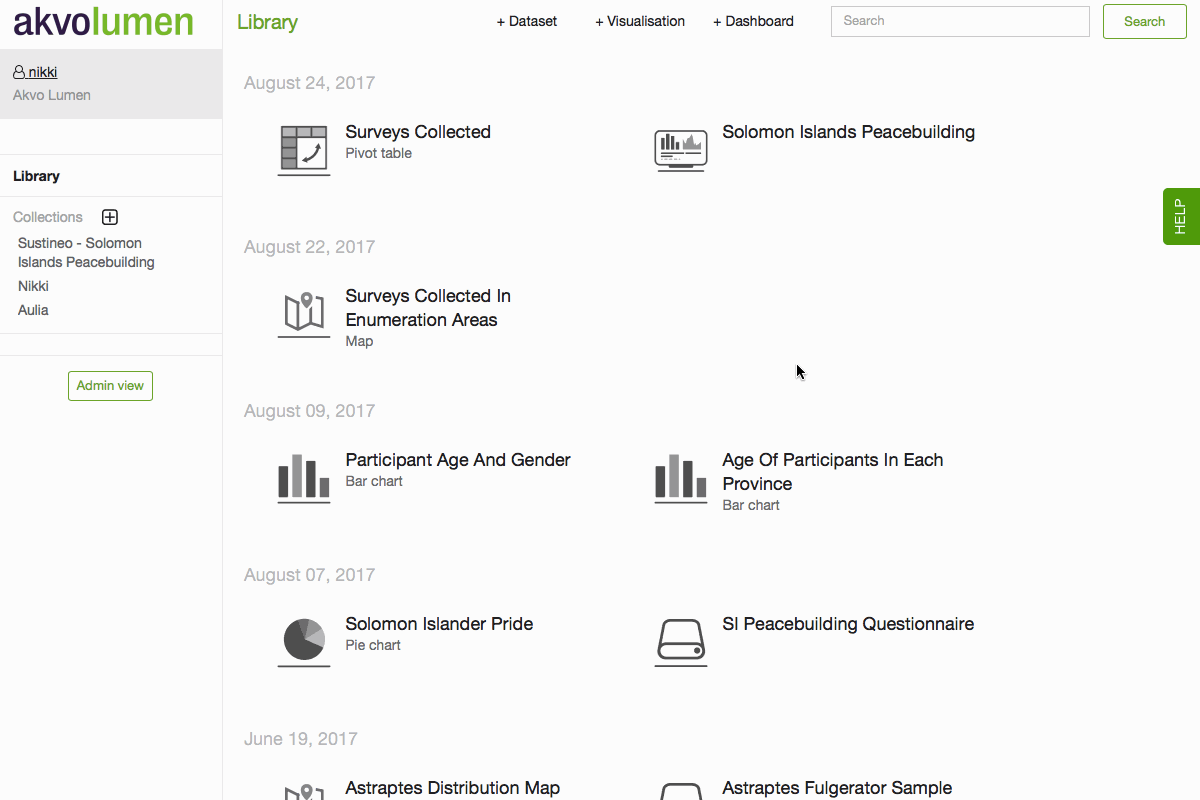 akvolumen
Library
+ Dataset
+ Visualisation
+ Dashboard
Search
Search
nikki
Akvo Lumen
Library
Collections
Sustineo - Solomon
Islands Peacebuilding
Nikki
Aulia
Admin view
August 24, 2017
Surveys Collected
Pivot table
Solomon Islands Peacebuilding
HELP
August 22, 2017
Surveys Collected In
Enumeration Areas
Map
August 09, 2017
Participant Age And Gender
Bar chart
Age Of Participants In Each
Province
Bar chart
August 07, 2017
Solomon Islander Pride
Pie chart
SI Peacebuilding Questionnaire
June 19, 2017
Astraptes Distribution Map
Astraptes Fulgerator Sample